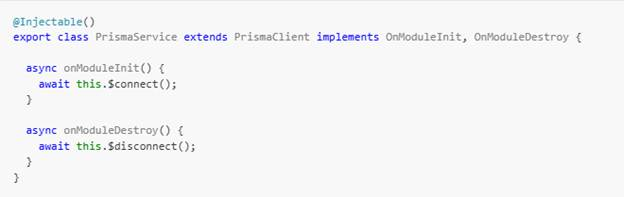 @Injectable()
export class PrismaService extends PrismaClient implements OnModuleInit, OnModuleDestroy {
async onModuleInit() {
await this.$connect();
}
async onModuleDestroy() {
await this.$disconnect();
}
}